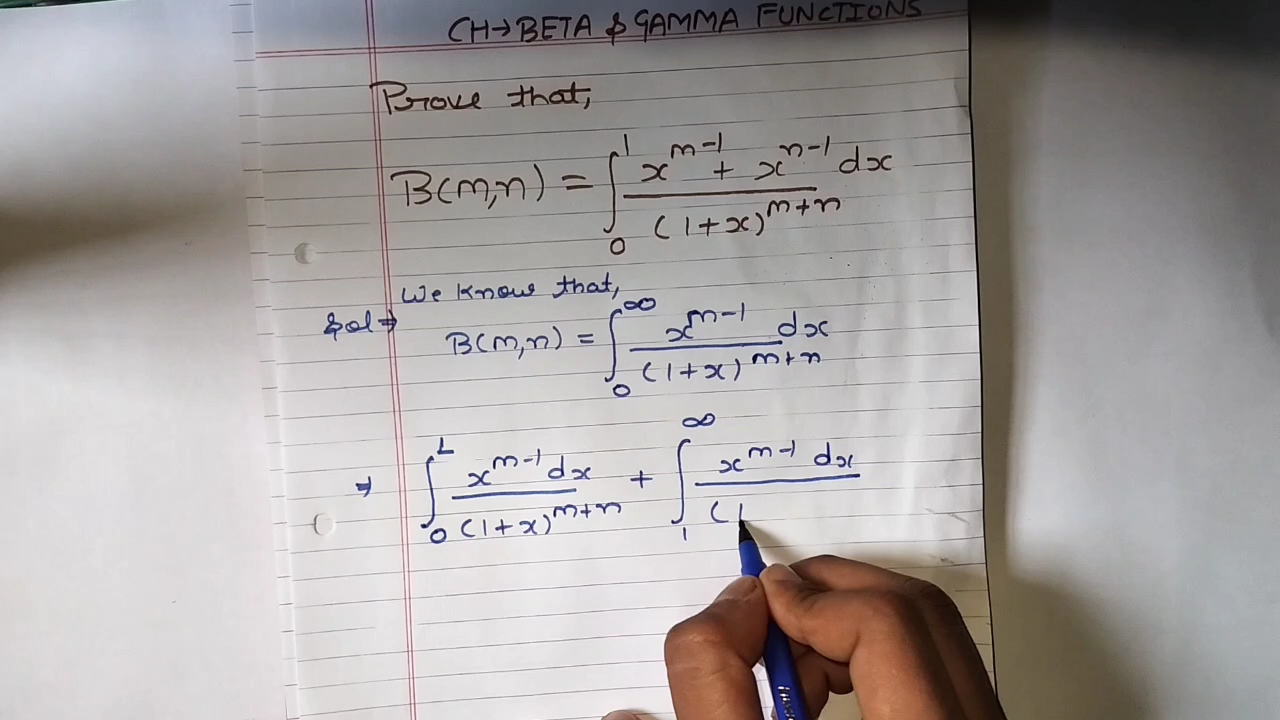 CH→BETA & GAMMA FUNCTIONS
Prove that,
B(m,n) = ∫₀¹ (x^(m-1) + x^(n-1))/(1+x)^(m+n) dx
We know that,
Sol→ B(m,n) = ∫₀^∞ x^(m-1)/(1+x)^(m+n) dx
→ ∫₀¹ x^(m-1) dx/(1+x)^(m+n) + ∫₁^∞ x^(m-1) dx/(1